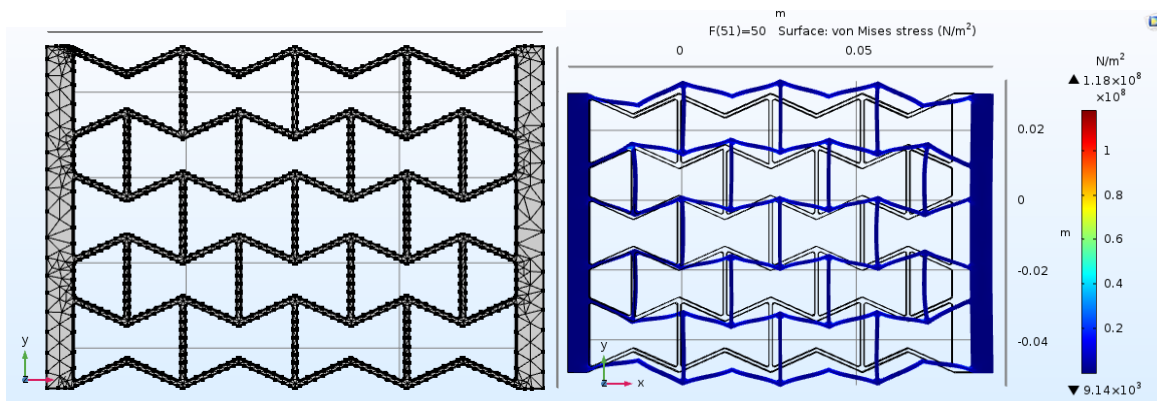 m
F(51)=50 Surface: von Mises stress (N/m²)
0 0.05
N/m²
▲ 1.18×10⁸
×10⁸
1
0.8
0.6
0.4
0.2
▼ 9.14×10³
0.02
0
-0.02
-0.04
m
y
z
y
z x